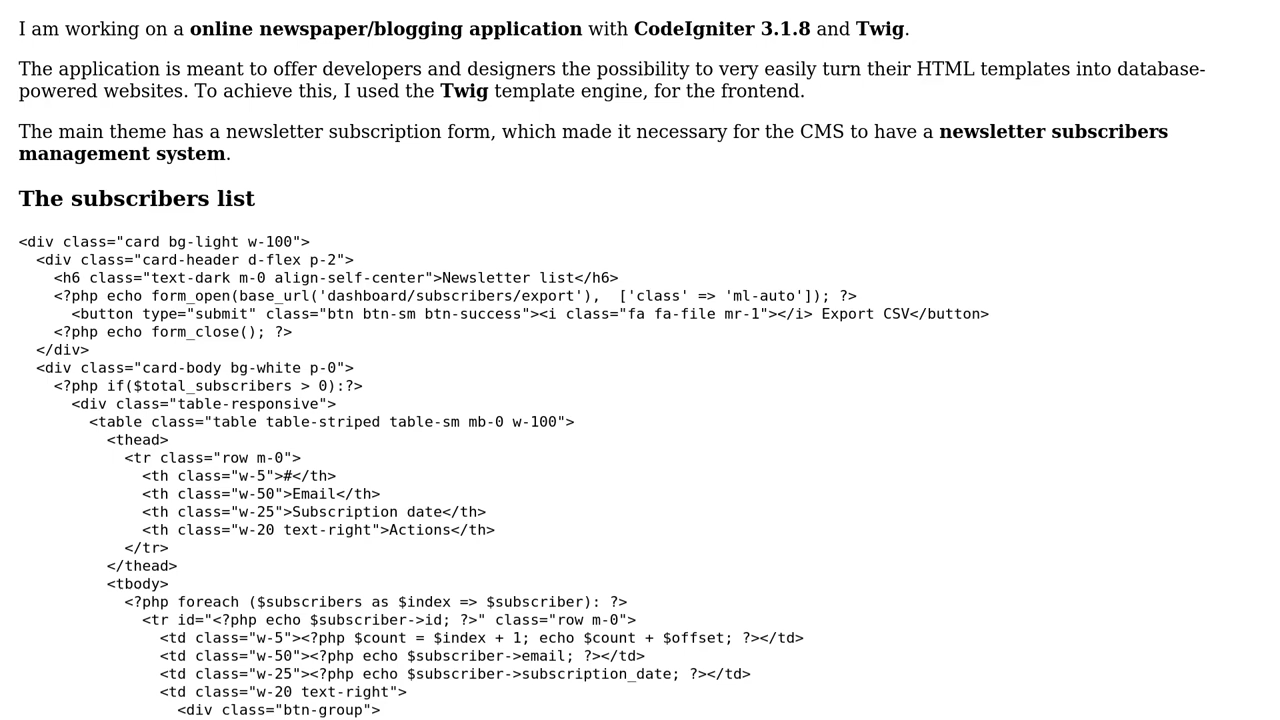 I am working on a online newspaper/blogging application with CodeIgniter 3.1.8 and Twig.
The application is meant to offer developers and designers the possibility to very easily turn their HTML templates into database-
powered websites. To achieve this, I used the Twig template engine, for the frontend.
The main theme has a newsletter subscription form, which made it necessary for the CMS to have a newsletter subscribers
management system.
The subscribers list
<div class="card bg-light w-100">
  <div class="card-header d-flex p-2">
    <h6 class="text-dark m-0 align-self-center">Newsletter list</h6>
    <?php echo form_open(base_url('dashboard/subscribers/export'),  ['class' => 'ml-auto']); ?>
      <button type="submit" class="btn btn-sm btn-success"><i class="fa fa-file mr-1"></i> Export CSV</button>
    <?php echo form_close(); ?>
  </div>
  <div class="card-body bg-white p-0">
    <?php if($total_subscribers > 0):?>
      <div class="table-responsive">
        <table class="table table-striped table-sm mb-0 w-100">
          <thead>
            <tr class="row m-0">
              <th class="w-5">#</th>
              <th class="w-50">Email</th>
              <th class="w-25">Subscription date</th>
              <th class="w-20 text-right">Actions</th>
            </tr>
          </thead>
          <tbody>
            <?php foreach ($subscribers as $index => $subscriber): ?>
              <tr id="<?php echo $subscriber->id; ?>" class="row m-0">
                <td class="w-5"><?php $count = $index + 1; echo $count + $offset; ?></td>
                <td class="w-50"><?php echo $subscriber->email; ?></td>
                <td class="w-25"><?php echo $subscriber->subscription_date; ?></td>
                <td class="w-20 text-right">
                  <div class="btn-group">